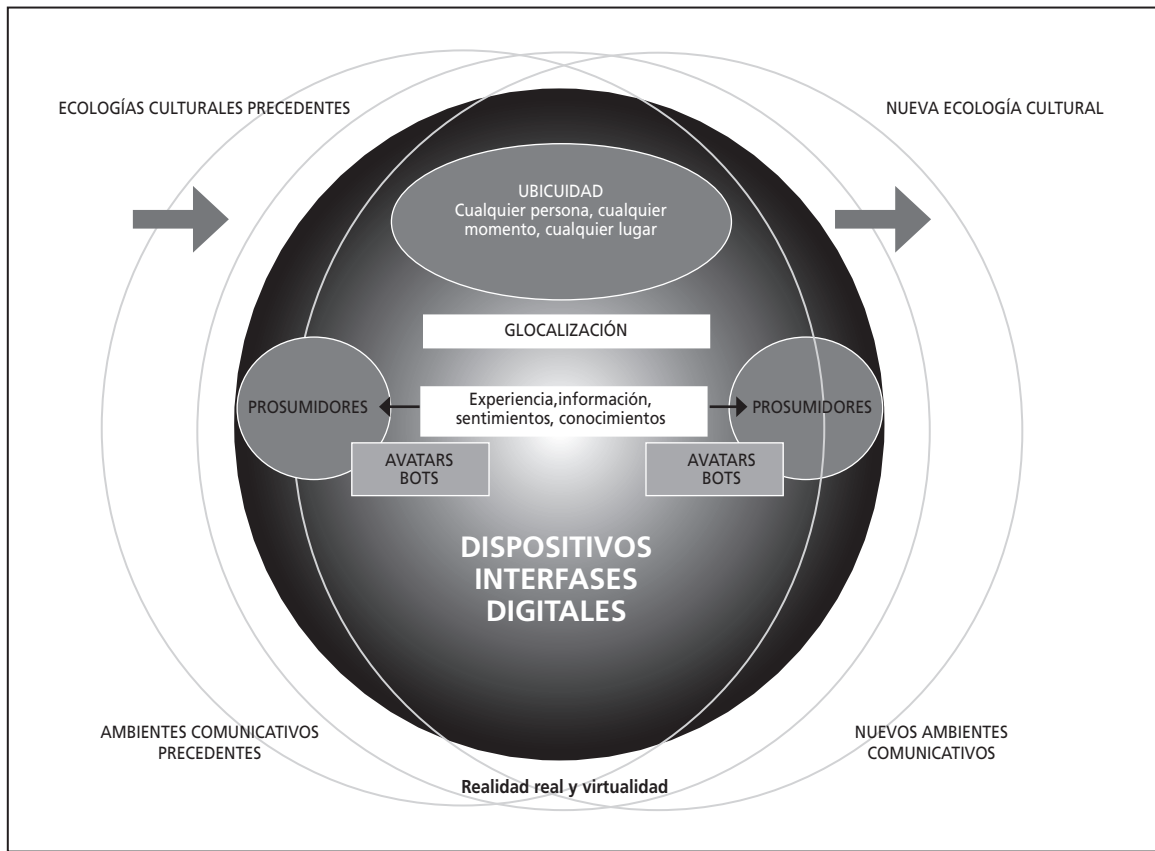 ECOLOGÍAS CULTURALES PRECEDENTES
NUEVA ECOLOGÍA CULTURAL
UBICUIDAD
Cualquier persona, cualquier
momento, cualquier lugar
GLOCALIZACIÓN
PROSUMIDORES
Experiencia,información,
sentimientos, conocimientos
PROSUMIDORES
AVATARS
BOTS
AVATARS
BOTS
DISPOSITIVOS
INTERFASES
DIGITALES
AMBIENTES COMUNICATIVOS
PRECEDENTES
NUEVOS AMBIENTES
COMUNICATIVOS
Realidad real y virtualidad